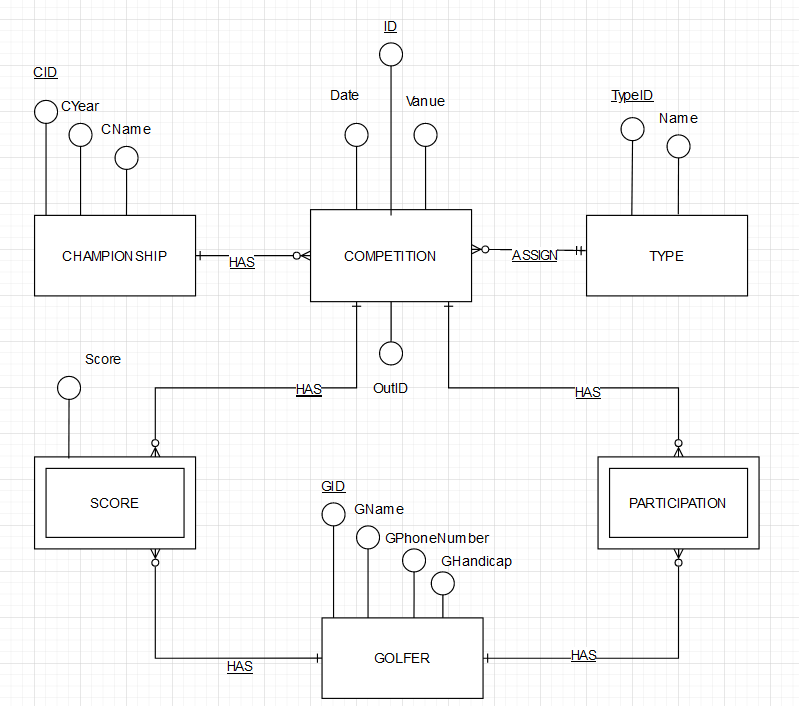 ID
CID
Date
Vanue
TypeID
CYear
CName
Name
CHAMPIONSHIP
HAS
COMPETITION
ASSIGN
TYPE
Score
HAS
OutID
HAS
SCORE
GID
GName
GPhoneNumber
GHandicap
PARTICIPATION
HAS
GOLFER
HAS